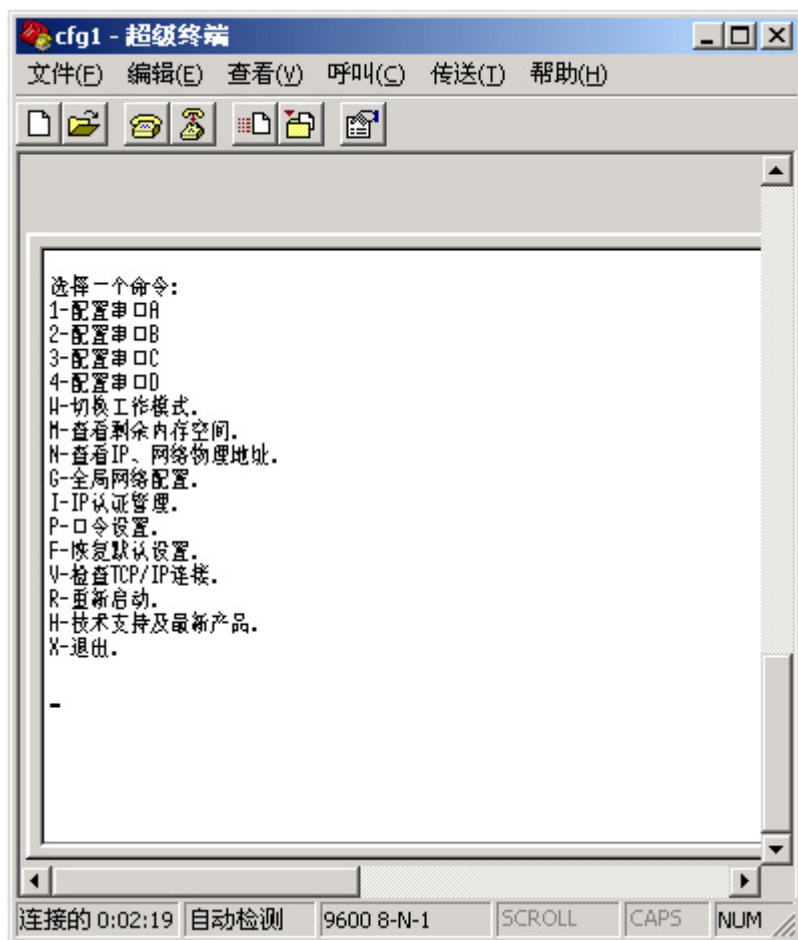 cfg1 - 超级终端
文件(F) 编辑(E) 查看(V) 呼叫(C) 传送(T) 帮助(H)
选择一个命令:
1-配置串口A
2-配置串口B
3-配置串口C
4-配置串口D
W-切换工作模式.
M-查看剩余内存空间.
N-查看IP、网络物理地址.
G-全局网络配置.
I-IP认证管理.
P-口令设置.
F-恢复默认设置.
V-检查TCP/IP连接.
R-重新启动.
H-技术支持及最新产品.
X-退出.
连接的 0:02:19 自动检测 9600 8-N-1 SCROLL CAPS NUM